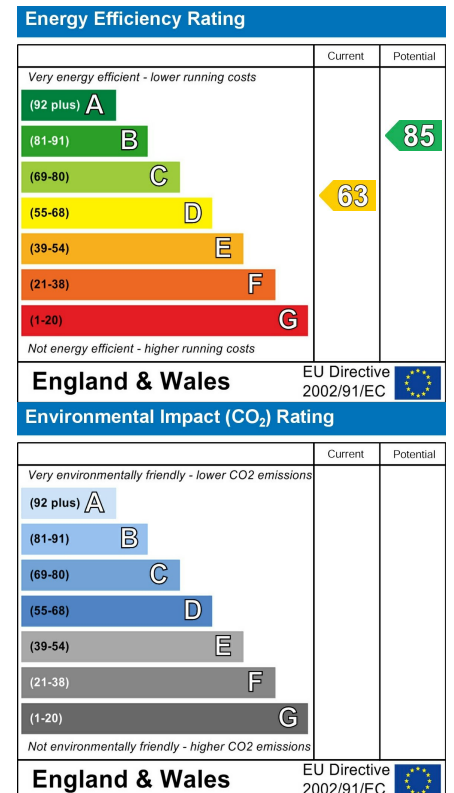 Energy Efficiency Rating
Current Potential
Very energy efficient - lower running costs
(92 plus) A
(81-91) B
85
(69-80) C
63
(55-68) D
(39-54) E
(21-38) F
(1-20) G
Not energy efficient - higher running costs
England & Wales
EU Directive
2002/91/EC
Environmental Impact (CO₂) Rating
Current Potential
Very environmentally friendly - lower CO2 emissions
(92 plus) A
(81-91) B
(69-80) C
(55-68) D
(39-54) E
(21-38) F
(1-20) G
Not environmentally friendly - higher CO2 emissions
England & Wales
EU Directive
2002/91/EC